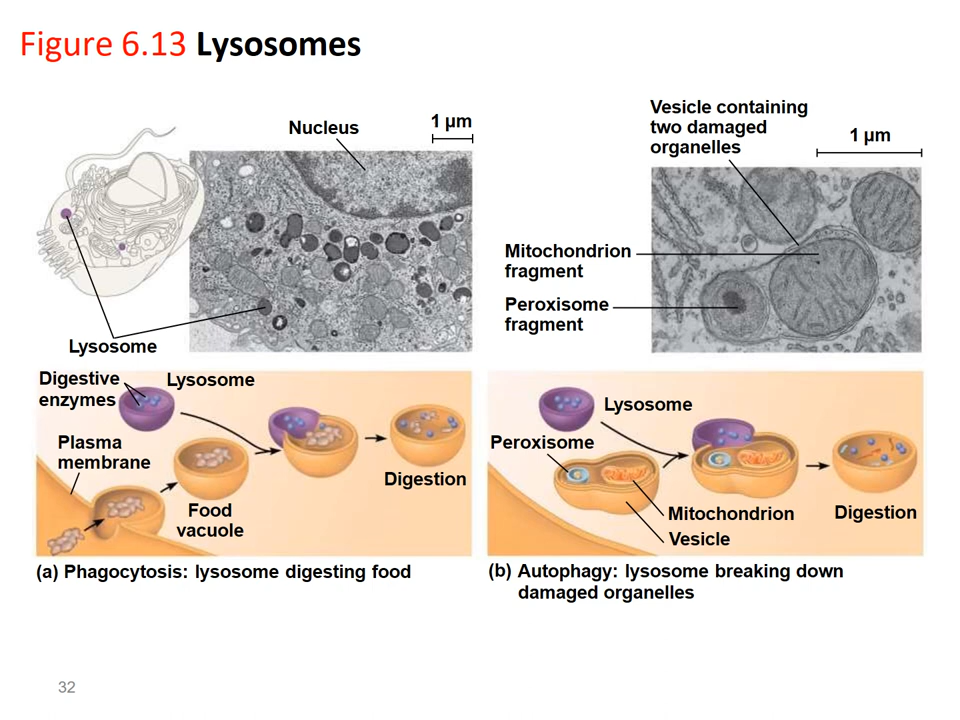 Figure 6.13 Lysosomes
Nucleus
1 µm
Lysosome
Vesicle containing
two damaged
organelles
1 µm
Mitochondrion
fragment
Peroxisome
fragment
Digestive
enzymes
Lysosome
Plasma
membrane
Food
vacuole
Digestion
(a) Phagocytosis: lysosome digesting food
Lysosome
Peroxisome
Mitochondrion
Vesicle
Digestion
(b) Autophagy: lysosome breaking down
damaged organelles
32